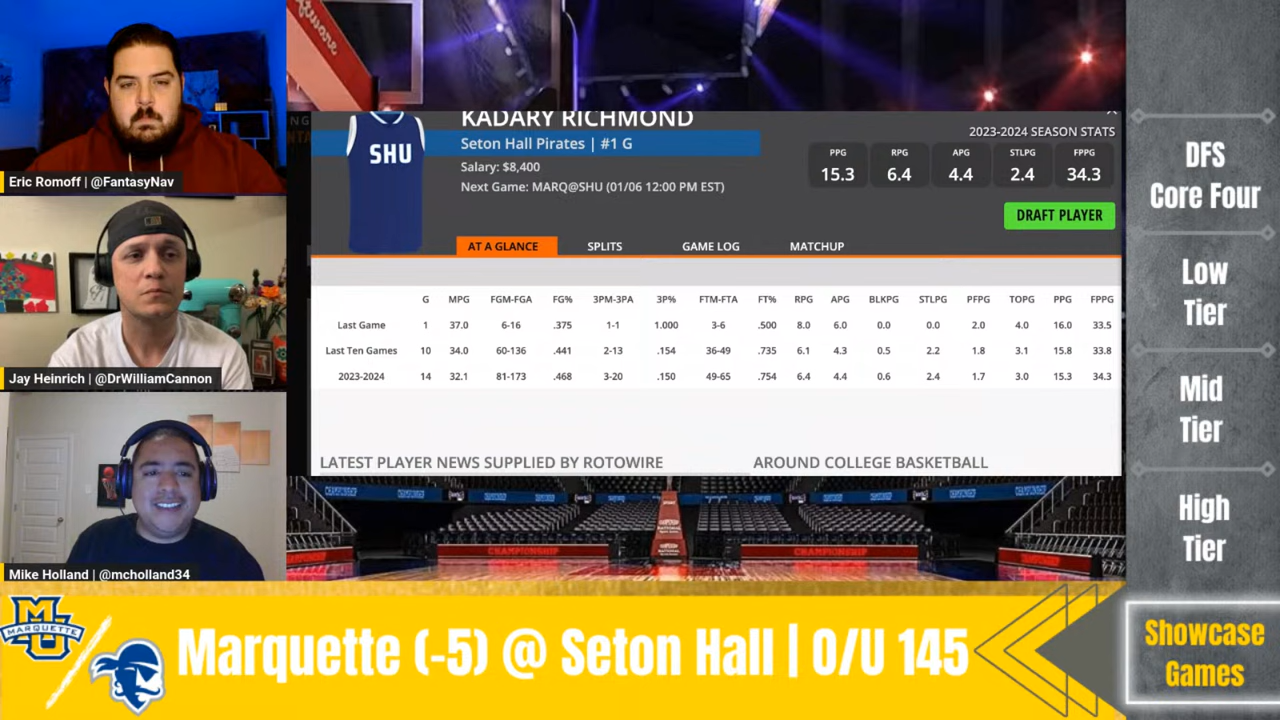 Eric Romoff | @FantasyNav
Jay Heinrich | @DrWilliamCannon
Mike Holland | @mcholland34
KADARY RICHMOND
Seton Hall Pirates | #1 G
Salary: $8,400
Next Game: MARQ@SHU (01/06 12:00 PM EST)
SHU
2023-2024 SEASON STATS
PPG RPG APG STLPG FPPG
15.3 6.4 4.4 2.4 34.3
DRAFT PLAYER
AT A GLANCE SPLITS GAME LOG MATCHUP
G MPG FGM-FGA FG% 3PM-3PA 3P% FTM-FTA FT% RPG APG BLKPG STLPG PFPG TOPG PPG FPPG
Last Game 1 37.0 6-16 .375 1-1 1.000 3-6 .500 8.0 6.0 0.0 0.0 2.0 4.0 16.0 33.5
Last Ten Games 10 34.0 60-136 .441 2-13 .154 36-49 .735 6.1 4.3 0.5 2.2 1.8 3.1 15.8 33.8
2023-2024 14 32.1 81-173 .468 3-20 .150 49-65 .754 6.4 4.4 0.6 2.4 1.7 3.0 15.3 34.3
LATEST PLAYER NEWS SUPPLIED BY ROTOWIRE
AROUND COLLEGE BASKETBALL
CHAMPIONSHIP
CHAMPIONSHIP
DFS
Core Four
Low
Tier
Mid
Tier
High
Tier
Showcase
Games
MU
MARQUETTE
Marquette (-5) @ Seton Hall | O/U 145